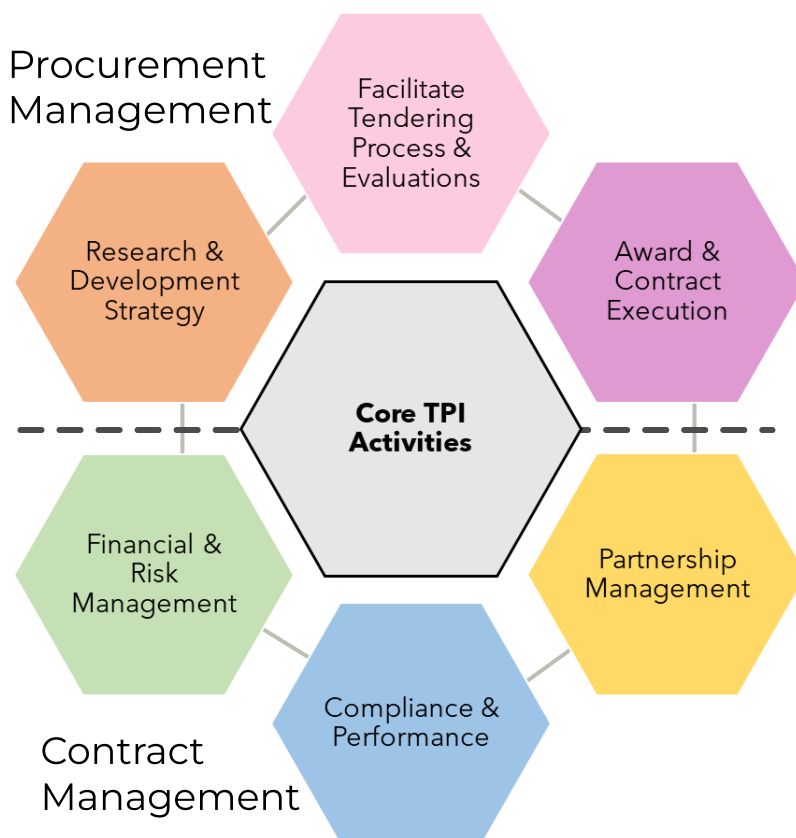 Procurement
Management
Facilitate
Tendering
Process &
Evaluations
Research &
Development
Strategy
Award &
Contract
Execution
Core TPI
Activities
Financial &
Risk
Management
Partnership
Management
Compliance &
Performance
Contract
Management